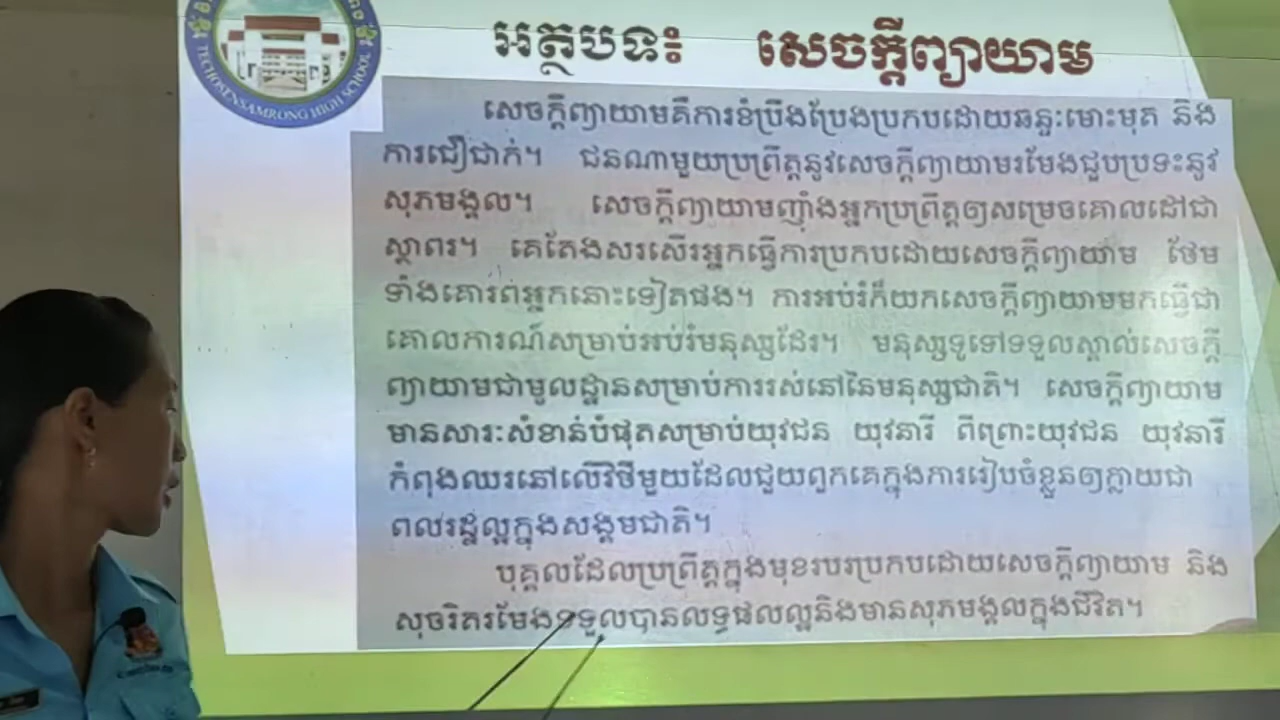 TECHOSENSAMRONG HIGH SCHOOL
អត្ថបទ៖ សេចក្តីព្យាយាម
សេចក្តីព្យាយាមគឺការខំប្រឹងប្រែងប្រកបដោយឆន្ទៈមោះមុត និង
ការជឿជាក់។ ជនណាមួយប្រព្រឹត្តនូវសេចក្តីព្យាយាមរមែងជួបប្រទះនូវ
សុភមង្គល។ សេចក្តីព្យាយាមញ៉ាំងអ្នកប្រព្រឹត្តឲ្យសម្រេចគោលដៅជា
ស្ថាពរ។ គេតែងសរសើរអ្នកធ្វើការប្រកបដោយសេចក្តីព្យាយាម ថែម
ទាំងគោរពអ្នកនោះទៀតផង។ ការអប់រំក៏យកសេចក្តីព្យាយាមមកធ្វើជា
គោលការណ៍សម្រាប់អប់រំមនុស្សដែរ។ មនុស្សទូទៅទទួលស្គាល់សេចក្តី
ព្យាយាមជាមូលដ្ឋានសម្រាប់ការរស់នៅនៃមនុស្សជាតិ។ សេចក្តីព្យាយាម
មានសារៈសំខាន់បំផុតសម្រាប់យុវជន យុវនារី ពីព្រោះយុវជន យុវនារី
កំពុងឈរនៅលើវិថីមួយដែលជួយពួកគេក្នុងការរៀបចំខ្លួនឲ្យក្លាយជា
ពលរដ្ឋល្អក្នុងសង្គមជាតិ។
បុគ្គលដែលប្រព្រឹត្តក្នុងមុខរបរប្រកបដោយសេចក្តីព្យាយាម និង
សុចរិតរមែងទទួលបានលទ្ធផលល្អនិងមានសុភមង្គលក្នុងជីវិត។